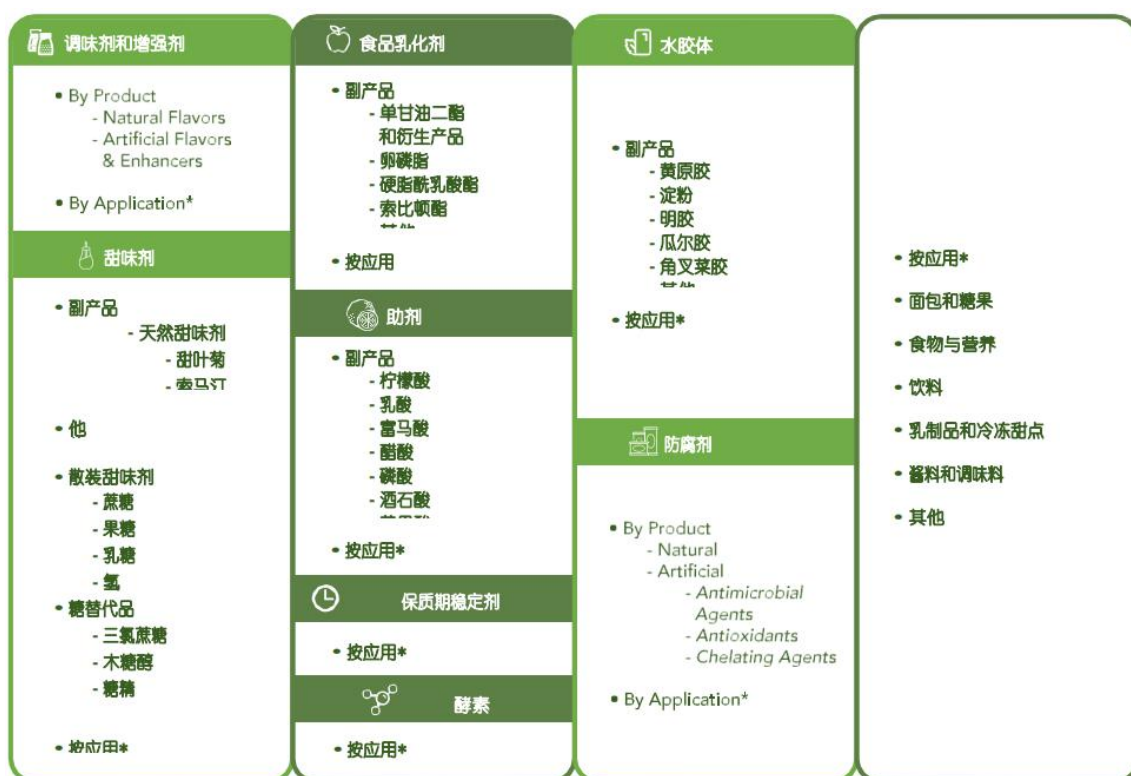 调味剂和增强剂
• By Product
- Natural Flavors
- Artificial Flavors
& Enhancers
• By Application*
甜味剂
• 副产品
- 天然甜味剂
- 甜叶菊
- 索马汀
• 他
• 散装甜味剂
- 蔗糖
- 果糖
- 乳糖
- 氢
• 糖替代品
- 三氯蔗糖
- 木糖醇
- 糖精
• 按应用*
食品乳化剂
• 副产品
- 单甘油二酯
和衍生产品
- 卵磷脂
- 硬脂酰乳酸酯
- 索比顿酯
- 其他
• 按应用
助剂
• 副产品
- 柠檬酸
- 乳酸
- 富马酸
- 醋酸
- 磷酸
- 酒石酸
• 按应用*
保质期稳定剂
• 按应用*
酵素
• 按应用*
水胶体
• 副产品
- 黄原胶
- 淀粉
- 明胶
- 瓜尔胶
- 角叉菜胶
- 其他
• 按应用*
防腐剂
• By Product
- Natural
- Artificial
- Antimicrobial
Agents
- Antioxidants
- Chelating Agents
• By Application*
• 按应用*
• 面包和糖果
• 食物与营养
• 饮料
• 乳制品和冷冻甜点
• 酱料和调味料
• 其他